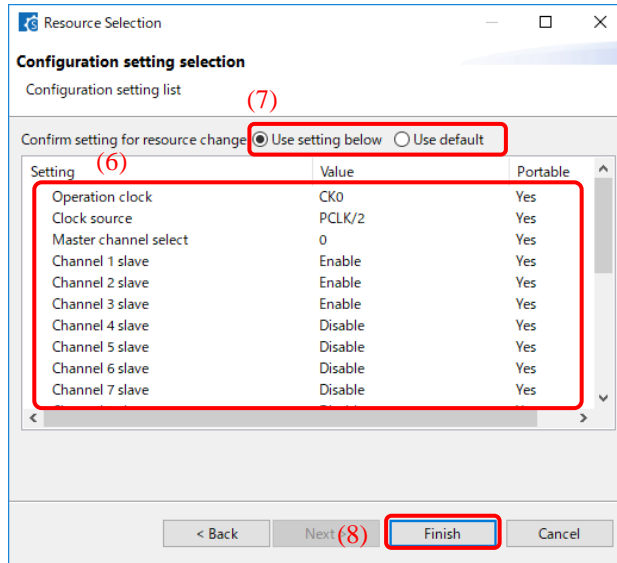 Resource Selection
Configuration setting selection
Configuration setting list
(7)
Confirm setting for resource change Use setting below Use default
(6)
Setting Value Portable
Operation clock CK0 Yes
Clock source PCLK/2 Yes
Master channel select 0 Yes
Channel 1 slave Enable Yes
Channel 2 slave Enable Yes
Channel 3 slave Enable Yes
Channel 4 slave Disable Yes
Channel 5 slave Disable Yes
Channel 6 slave Disable Yes
Channel 7 slave Disable Yes
< Back Next (8) Finish Cancel